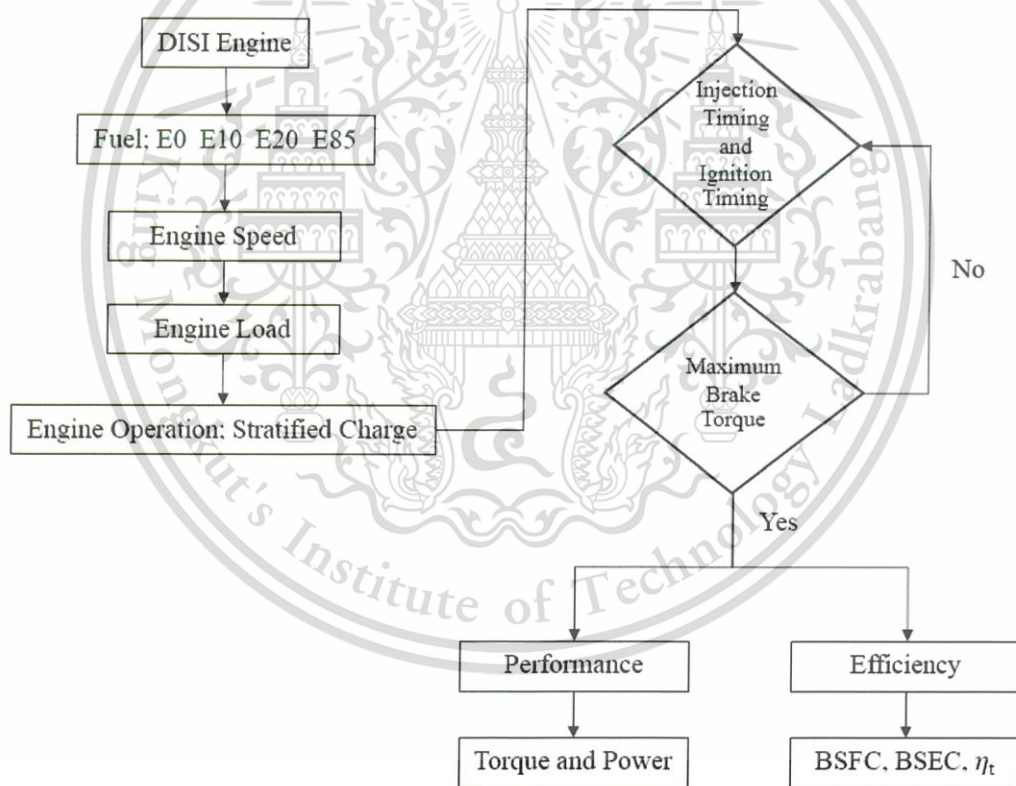 DISI Engine
Fuel; E0 E10 E20 E85
Engine Speed
Engine Load
Engine Operation; Stratified Charge
Injection
Timing
and
Ignition
Timing
No
Maximum
Brake
Torque
Yes
Performance
Efficiency
Torque and Power
BSFC, BSEC, ηt
King Mongkut's Institute of Technology Ladkrabang